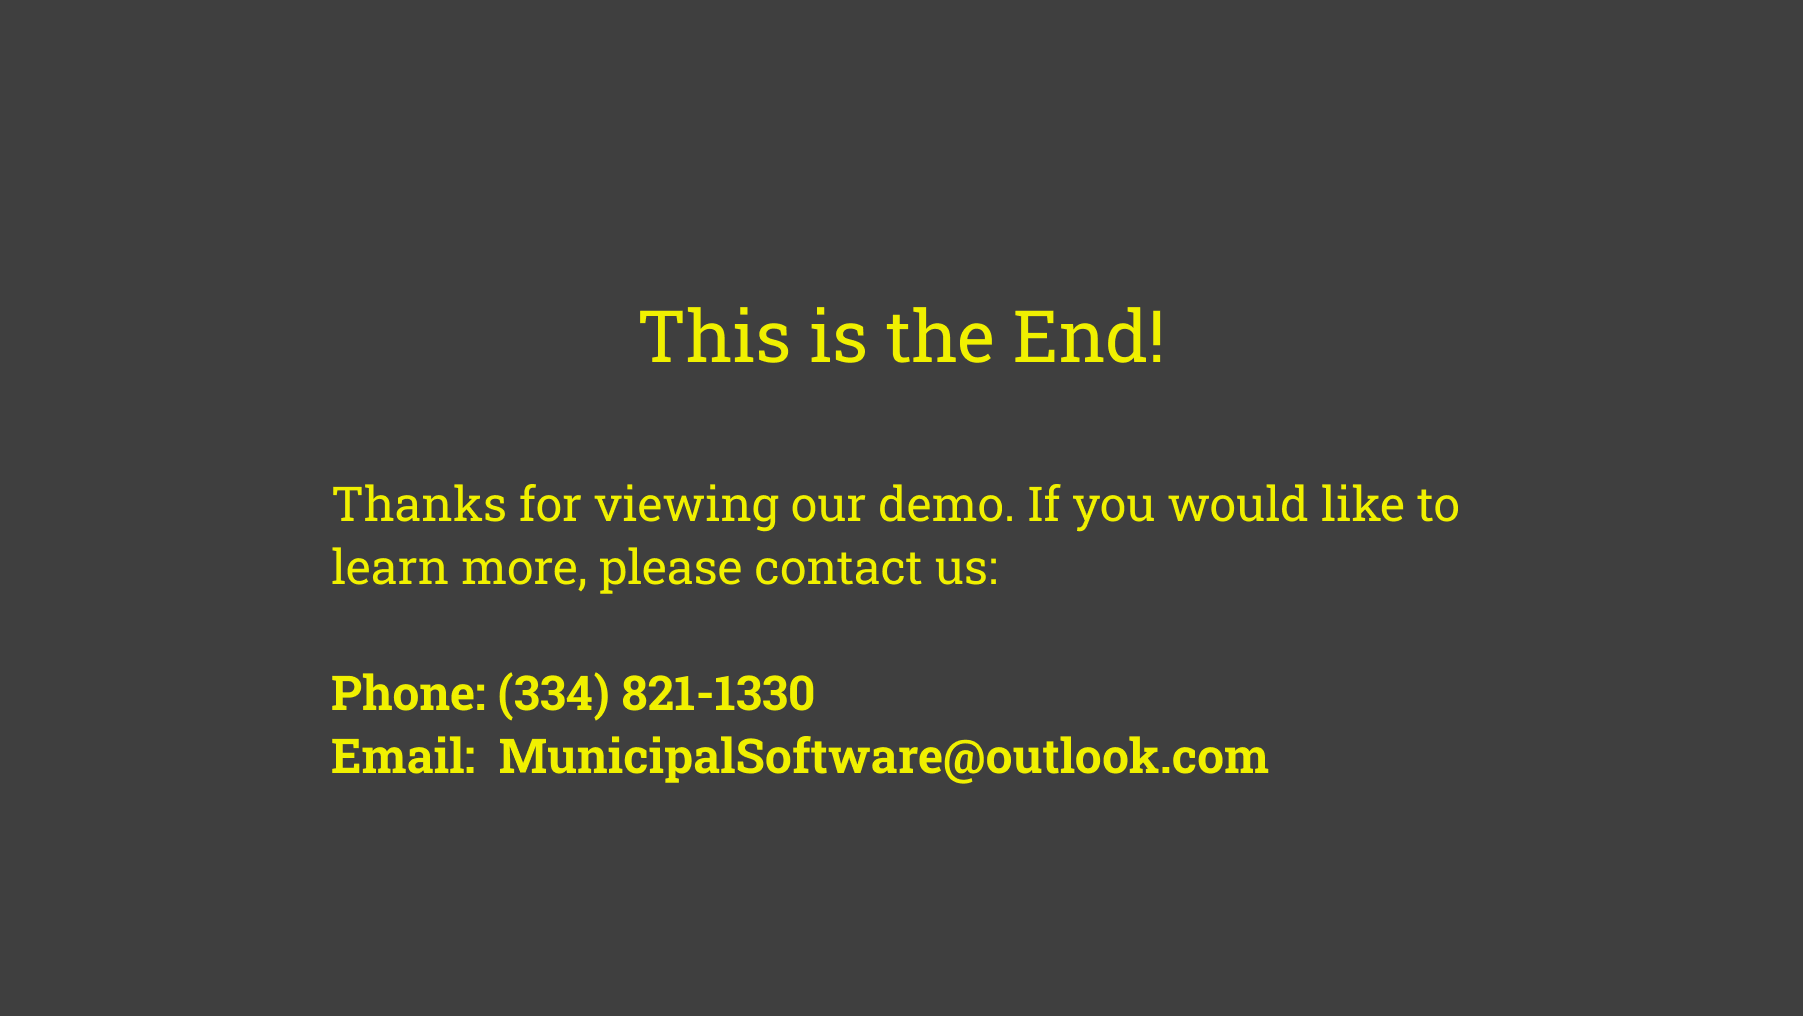 This is the End!
Thanks for viewing our demo. If you would like to
learn more, please contact us:
Phone: (334) 821-1330
Email:  MunicipalSoftware@outlook.com